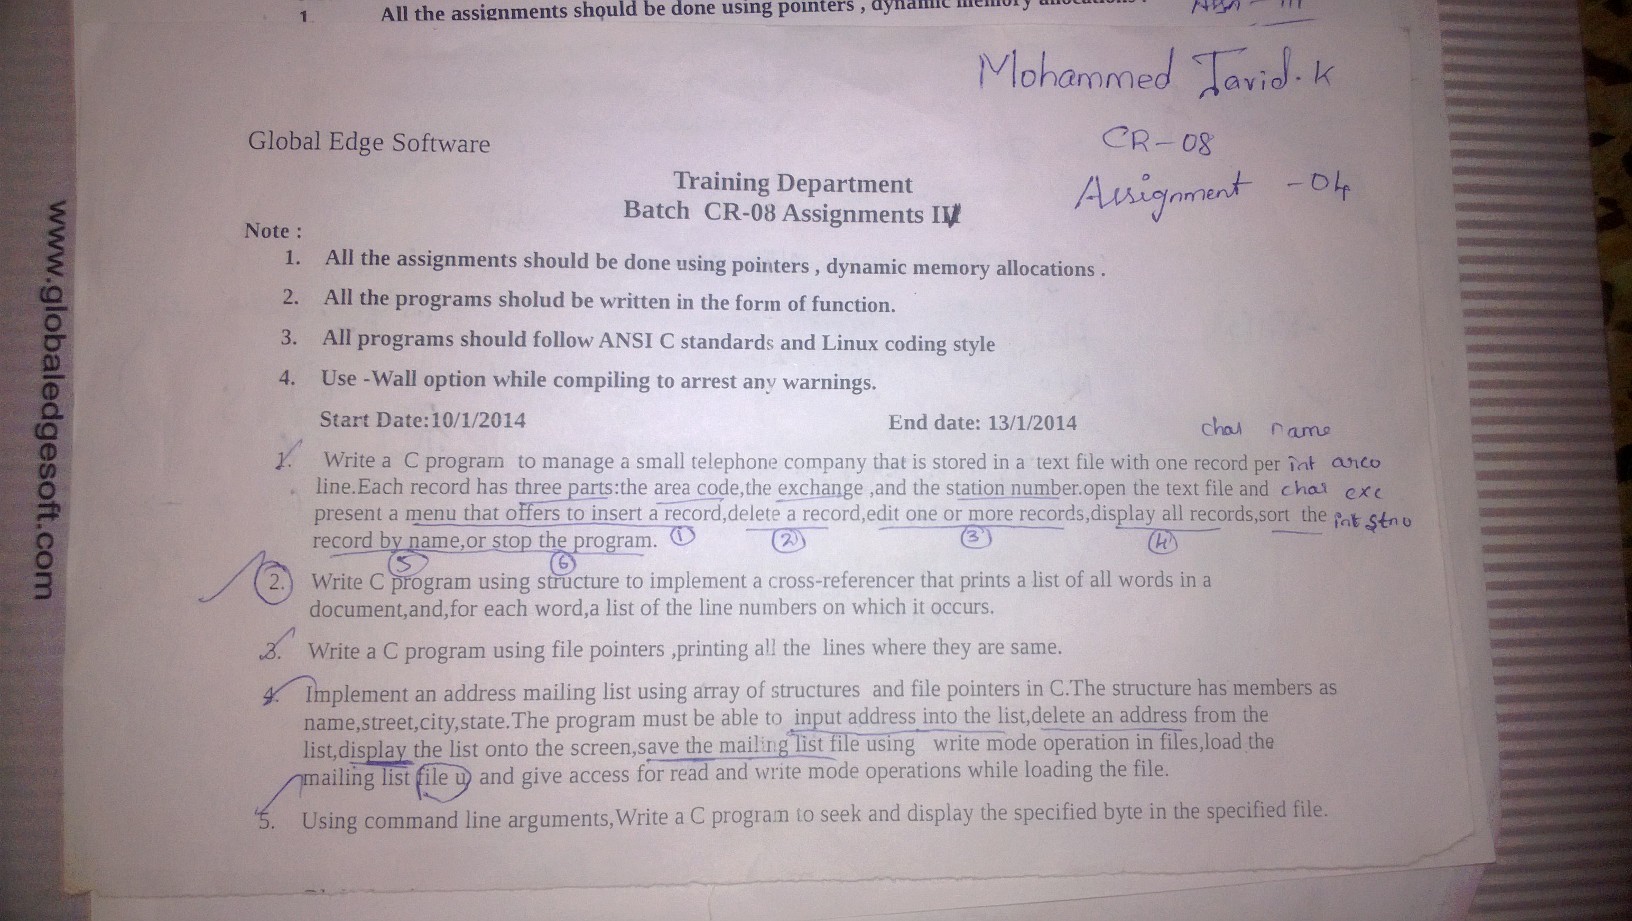 1 All the assignments should be done using pointers , dynamic memory
Mohammed Javid. K
Global Edge Software
CR-08
Training Department
Assignment - 04
Batch CR-08 Assignments IV
Note :
1. All the assignments should be done using pointers , dynamic memory allocations .
2. All the programs sholud be written in the form of function.
3. All programs should follow ANSI C standards and Linux coding style
4. Use -Wall option while compiling to arrest any warnings.
Start Date:10/1/2014 End date: 13/1/2014
char name
1. Write a C program to manage a small telephone company that is stored in a text file with one record per int arco
line.Each record has three parts:the area code,the exchange ,and the station number.open the text file and char exc
present a menu that offers to insert a record,delete a record,edit one or more records,display all records,sort the int stno
record by name,or stop the program. 1 2 3 4
5 6
2. Write C program using structure to implement a cross-referencer that prints a list of all words in a
document,and,for each word,a list of the line numbers on which it occurs.
3. Write a C program using file pointers ,printing all the lines where they are same.
4. Implement an address mailing list using array of structures and file pointers in C.The structure has members as
name,street,city,state.The program must be able to input address into the list,delete an address from the
list,display the list onto the screen,save the mailing list file using write mode operation in files,load the
mailing list file u and give access for read and write mode operations while loading the file.
5. Using command line arguments,Write a C program to seek and display the specified byte in the specified file.
www.globaledgesoft.com